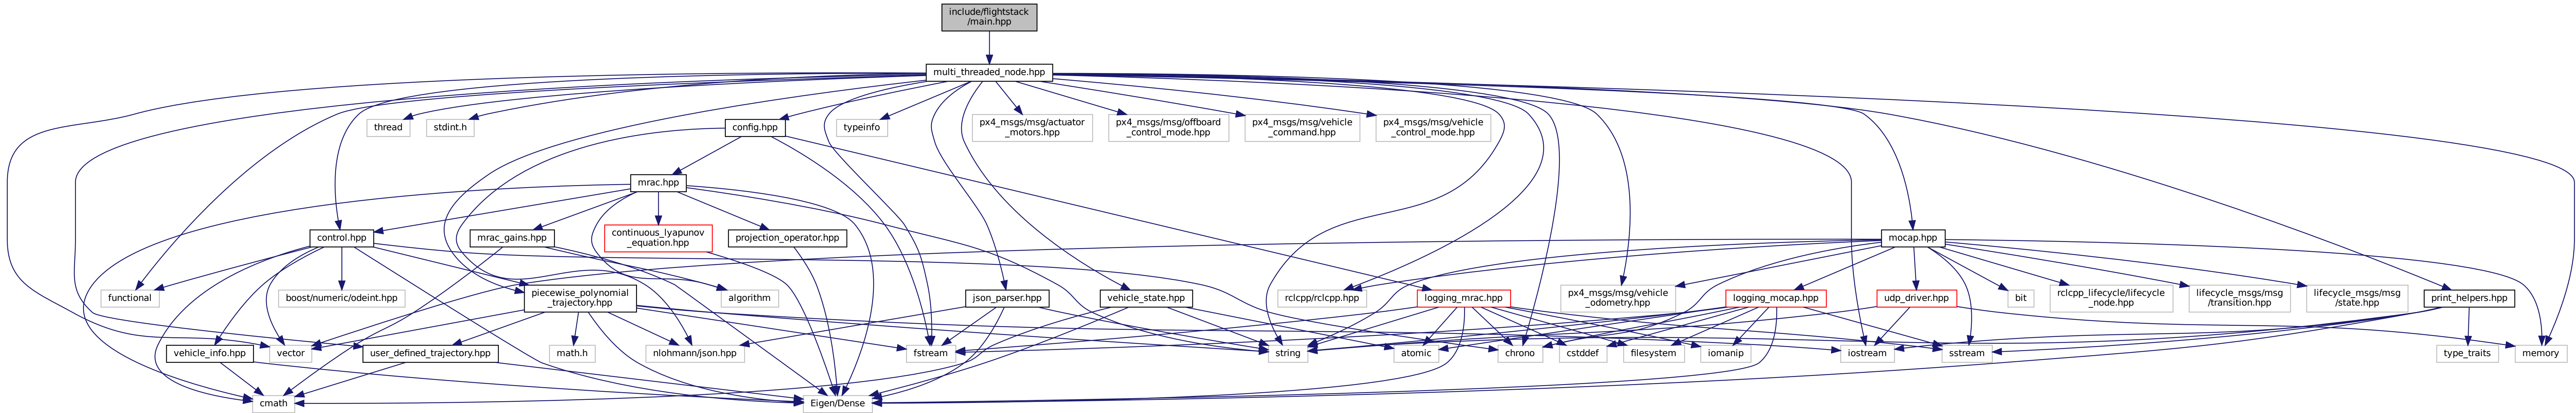 include/flightstack
/main.hpp
multi_threaded_node.hpp
thread
stdint.h
config.hpp
typeinfo
px4_msgs/msg/actuator
_motors.hpp
px4_msgs/msg/offboard
_control_mode.hpp
px4_msgs/msg/vehicle
_command.hpp
px4_msgs/msg/vehicle
_control_mode.hpp
mrac.hpp
control.hpp
mrac_gains.hpp
continuous_lyapunov
_equation.hpp
projection_operator.hpp
mocap.hpp
functional
boost/numeric/odeint.hpp
piecewise_polynomial
_trajectory.hpp
algorithm
json_parser.hpp
vehicle_state.hpp
rclcpp/rclcpp.hpp
logging_mrac.hpp
px4_msgs/msg/vehicle
_odometry.hpp
logging_mocap.hpp
udp_driver.hpp
bit
rclcpp_lifecycle/lifecycle
_node.hpp
lifecycle_msgs/msg
/transition.hpp
lifecycle_msgs/msg
/state.hpp
print_helpers.hpp
vehicle_info.hpp
vector
user_defined_trajectory.hpp
math.h
nlohmann/json.hpp
fstream
string
atomic
chrono
cstddef
filesystem
iomanip
iostream
sstream
type_traits
memory
cmath
Eigen/Dense